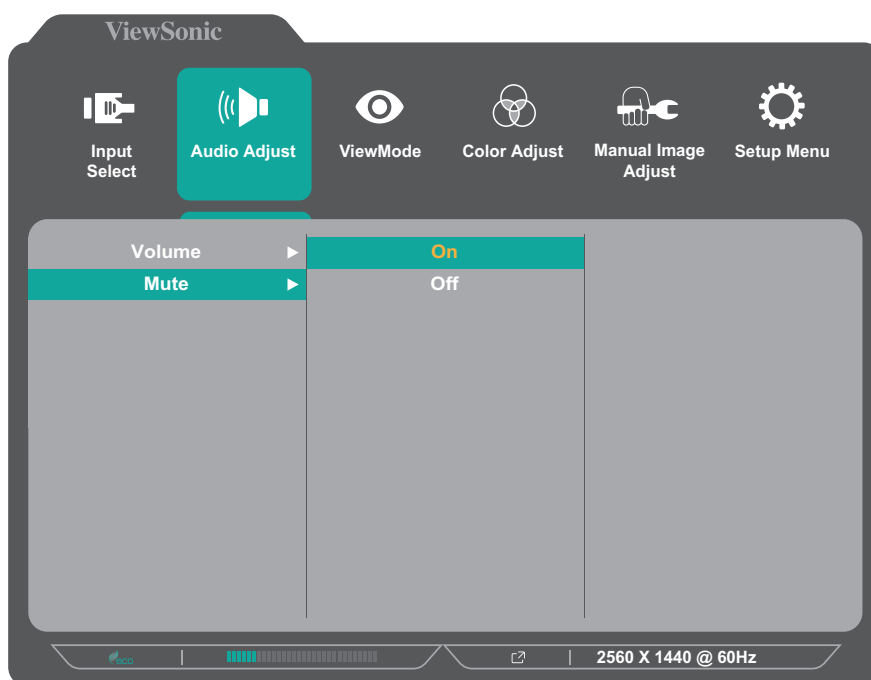 ViewSonic
Input
Select
Audio Adjust
ViewMode
Color Adjust
Manual Image
Adjust
Setup Menu
Volume
On
Mute
Off
eco
2560 X 1440 @ 60Hz